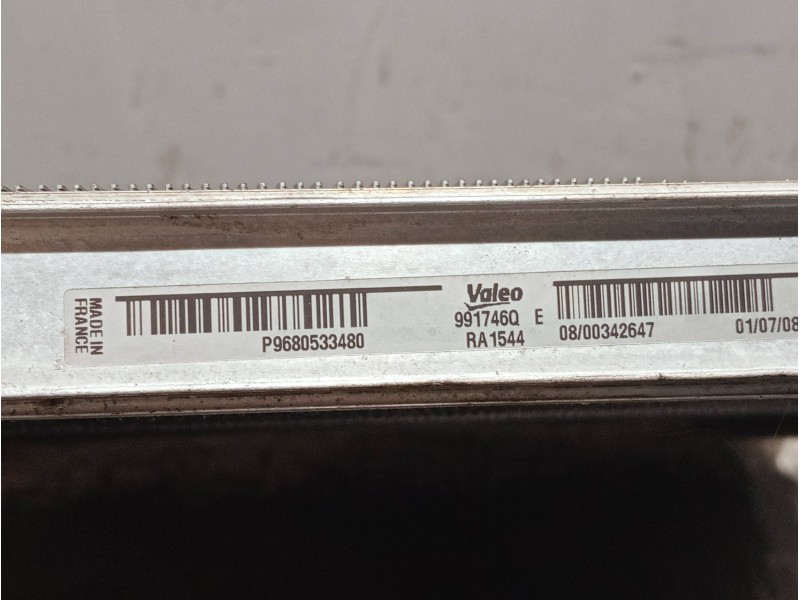 MADE IN
FRANCE
P9680533480
Valeo
991746Q E
RA1544
08/00342647
01/07/08